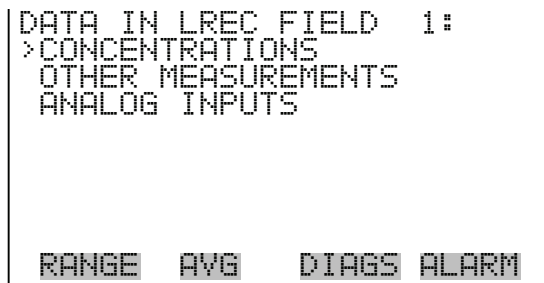 DATA IN LREC FIELD 1:
>CONCENTRATIONS
OTHER MEASUREMENTS
ANALOG INPUTS
RANGE AVG DIAGS ALARM